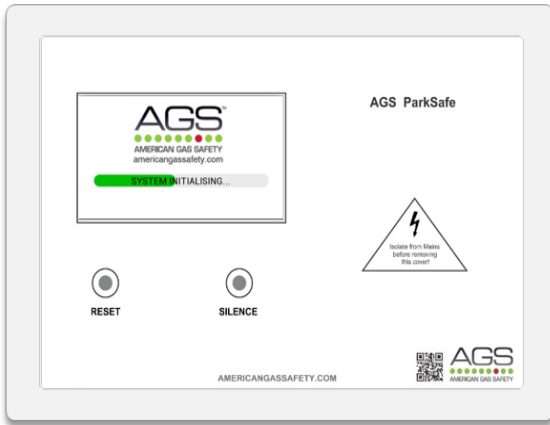 AGS™
AMERICAN GAS SAFETY
americangassafety.com
SYSTEM INITIALISING...
AGS ParkSafe
Isolate from Mains
before removing
this cover!
RESET
SILENCE
AMERICANGASSAFETY.COM
AGS
AMERICAN GAS SAFETY